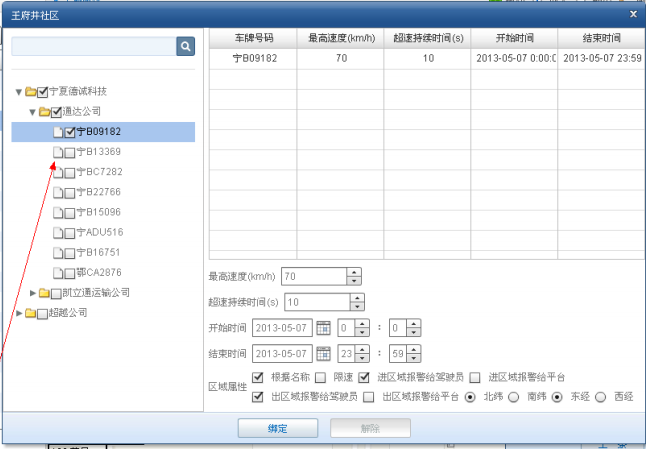 王府井社区 x
宁夏德诚科技
通达公司
宁B09182
宁B13369
宁BC7282
宁B22766
宁B15096
宁ADU516
宁B16751
鄂CA2876
凯立通运输公司
超越公司
车牌号码 最高速度(km/h) 超速持续时间(s) 开始时间 结束时间
宁B09182 70 10 2013-05-07 0:00:0 2013-05-07 23:59
最高速度(km/h) 70
超速持续时间(s) 10
开始时间 2013-05-07 0 : 0
结束时间 2013-05-07 23 : 59
区域属性
根据名称 限速 进区域报警给驾驶员 进区域报警给平台
出区域报警给驾驶员 出区域报警给平台 北纬 南纬 东经 西经
绑定 解除